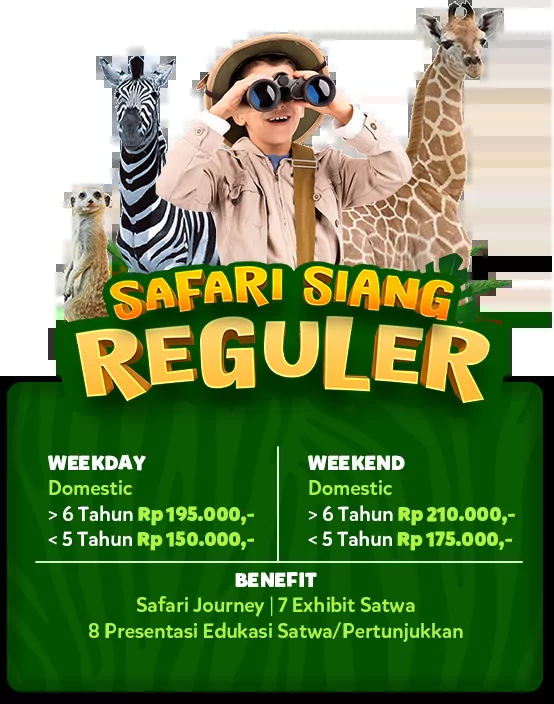 SAFARI SIANG
REGULER
WEEKDAY
Domestic
> 6 Tahun Rp 195.000,-
< 5 Tahun Rp 150.000,-
WEEKEND
Domestic
> 6 Tahun Rp 210.000,-
< 5 Tahun Rp 175.000,-
BENEFIT
Safari Journey | 7 Exhibit Satwa
8 Presentasi Edukasi Satwa/Pertunjukkan